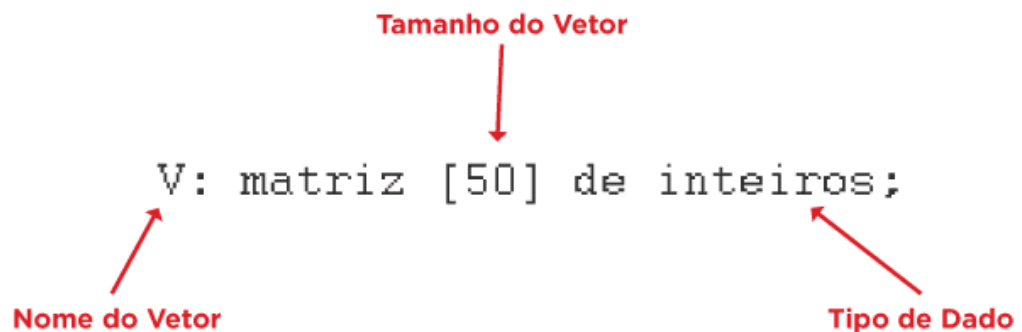 Tamanho do Vetor
V: matriz [50] de inteiros;
Nome do Vetor
Tipo de Dado